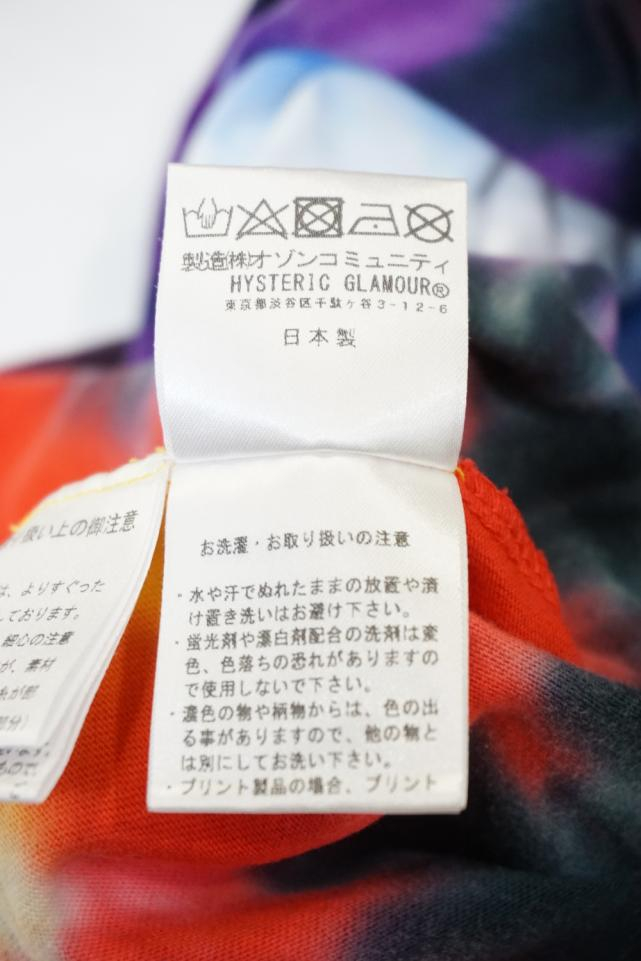 製造(株)オゾンコミュニティ
HYSTERIC GLAMOUR®
東京都渋谷区千駄ヶ谷3-12-6
日本製
お洗濯・お取り扱いの注意
・水や汗でぬれたままの放置や漬
け置き洗いはお避け下さい。
・蛍光剤や漂白剤配合の洗剤は変
色、色落ちの恐れがありますの
で使用しないで下さい。
・濃色の物や柄物からは、色の出
る事がありますので、他の物と
は別にしてお洗い下さい。
・プリント製品の場合、プリント
扱い上の御注意
は、よりすぐった
しております。
細心の注意
が、素材
糸が部
部分）